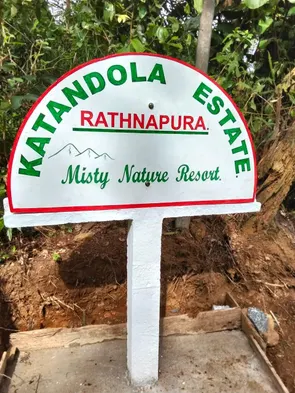 KATANDOLA ESTATE.
RATHNAPURA.
Misty Nature Resort.